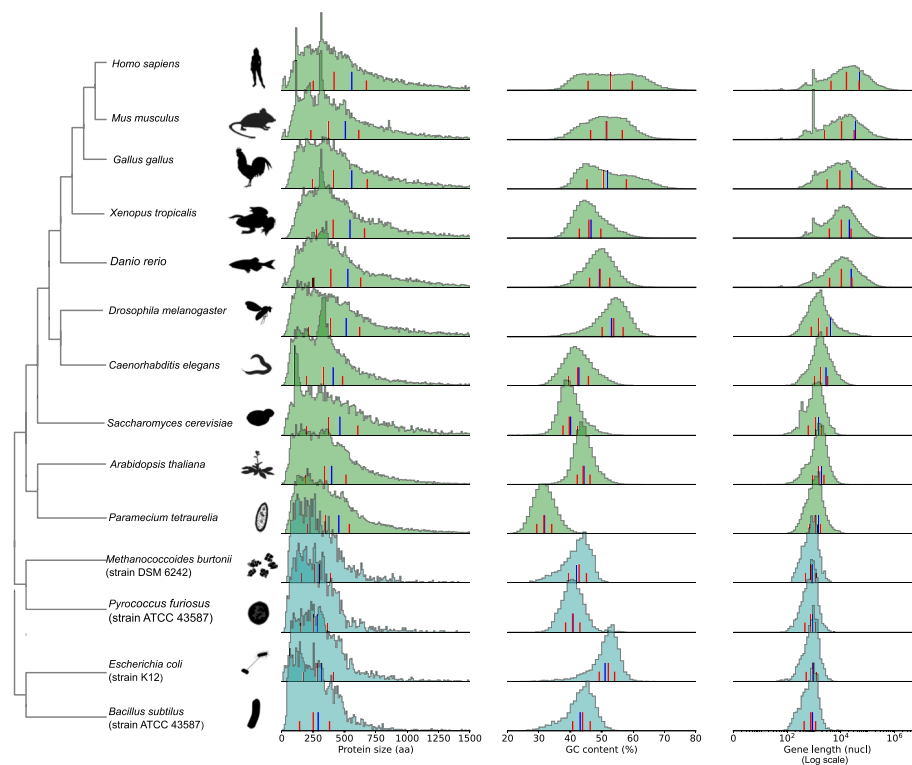 Homo sapiens
Mus musculus
Gallus gallus
Xenopus tropicalis
Danio rerio
Drosophila melanogaster
Caenorhabditis elegans
Saccharomyces cerevisiae
Arabidopsis thaliana
Paramecium tetraurelia
Methanococcoides burtonii
(strain DSM 6242)
Pyrococcus furiosus
(strain ATCC 43587)
Escherichia coli
(strain K12)
Bacillus subtilus
(strain ATCC 43587)
0 250 500 750 1000 1250 1500
Protein size (aa)
20 30 40 50 60 70 80
GC content (%)
0 10² 10⁴ 10⁶
Gene length (nucl)
(Log scale)